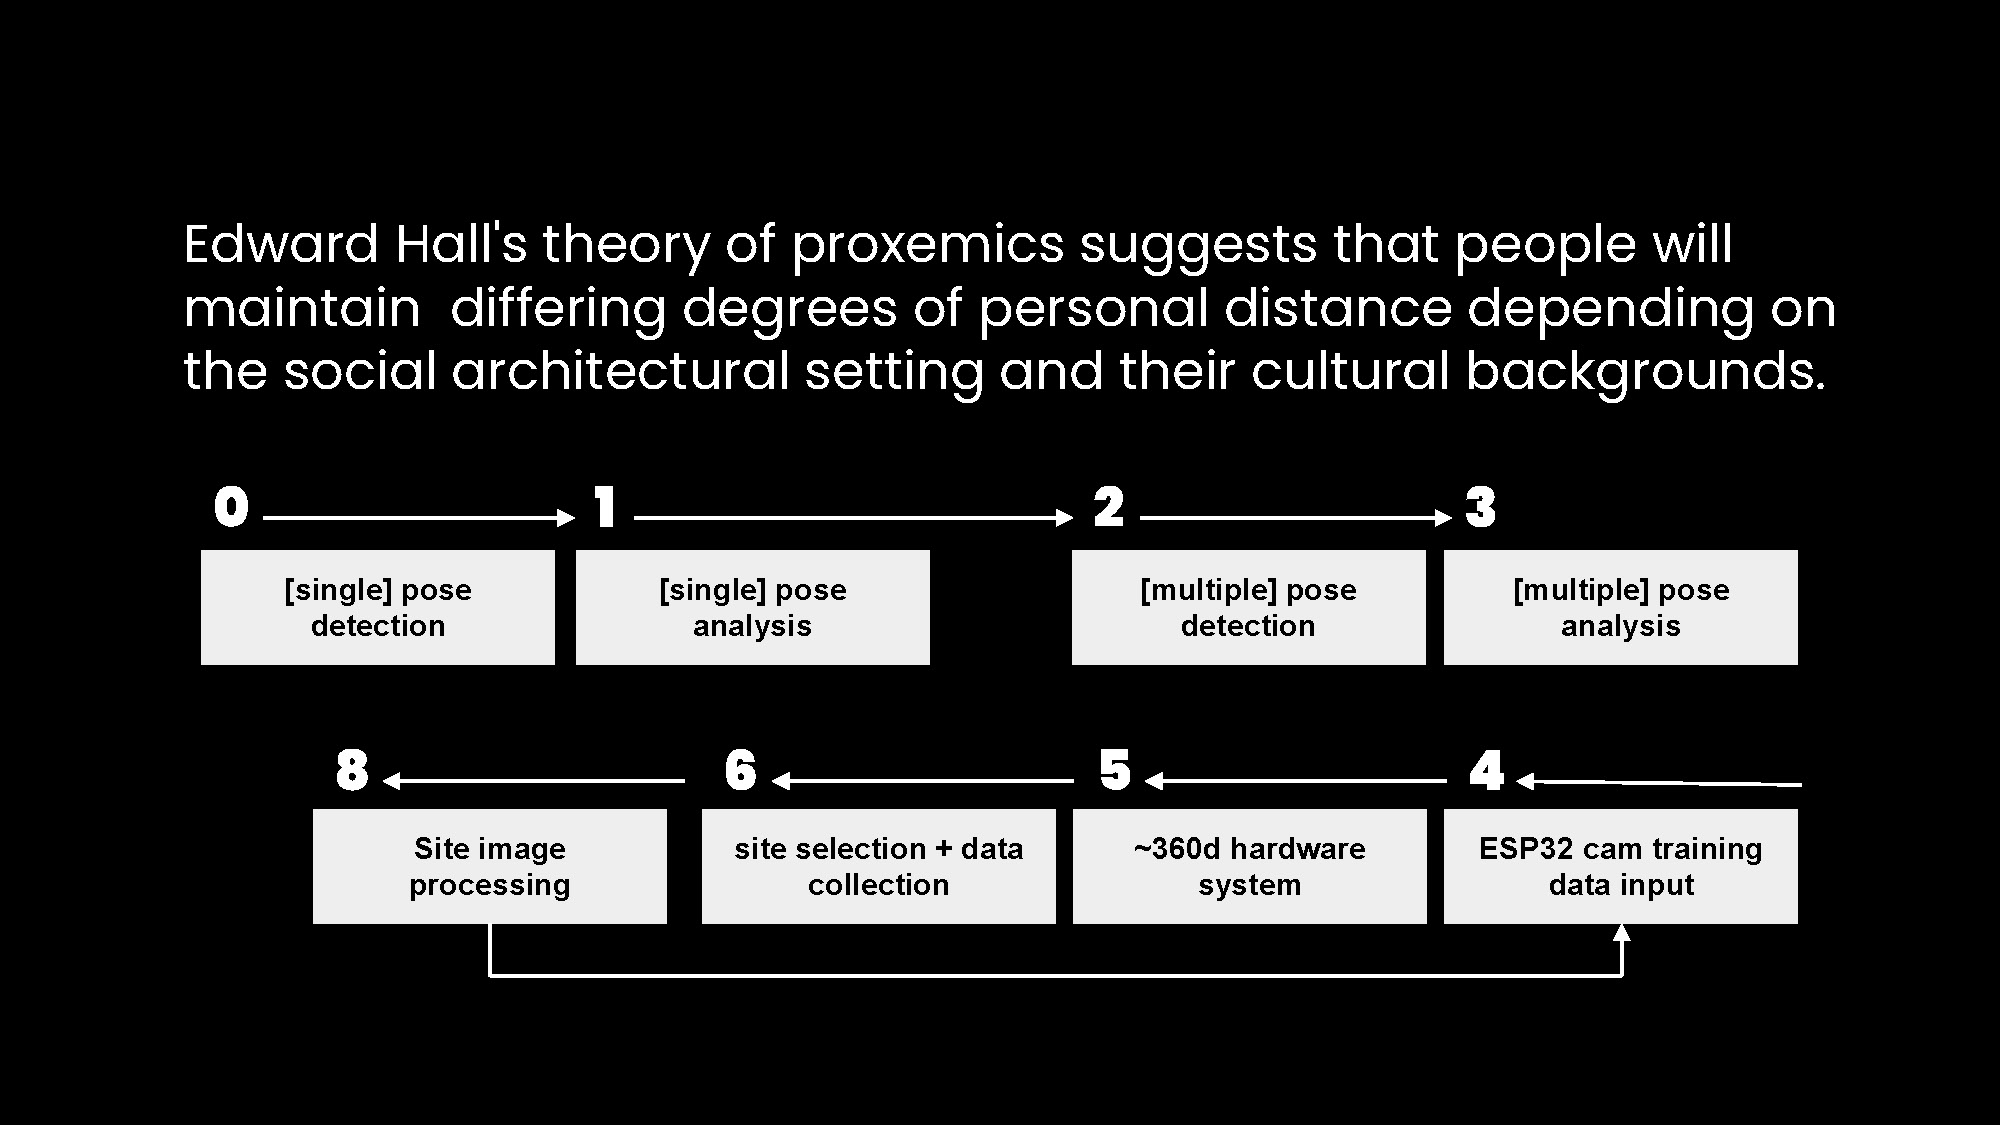 Edward Hall's theory of proxemics suggests that people will
maintain  differing degrees of personal distance depending on
the social architectural setting and their cultural backgrounds.
0
1
2
3
[single] pose
detection
[single] pose
analysis
[multiple] pose
detection
[multiple] pose
analysis
8
6
5
4
Site image
processing
site selection + data
collection
~360d hardware
system
ESP32 cam training
data input